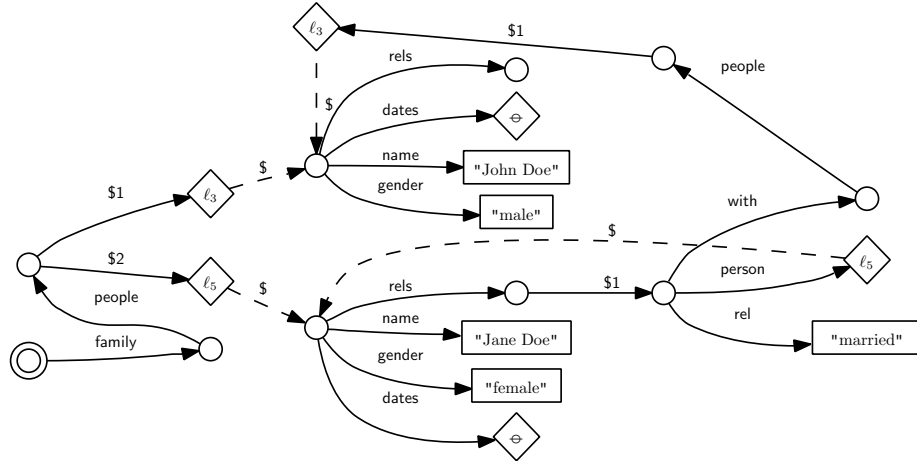 ℓ3
$1
rels
people
$
dates
⦵
name
"John Doe"
$
gender
$1
ℓ3
"male"
with
$
$2
person
ℓ5
ℓ5
$
rels
$1
people
name
rel
family
"Jane Doe"
"married"
gender
"female"
dates
⦵